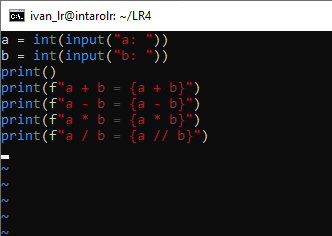 ivan_lr@intarolr: ~/LR4
a = int(input("a: "))
b = int(input("b: "))
print()
print(f"a + b = {a + b}")
print(f"a - b = {a - b}")
print(f"a * b = {a * b}")
print(f"a / b = {a // b}")
~
~
~
~
~